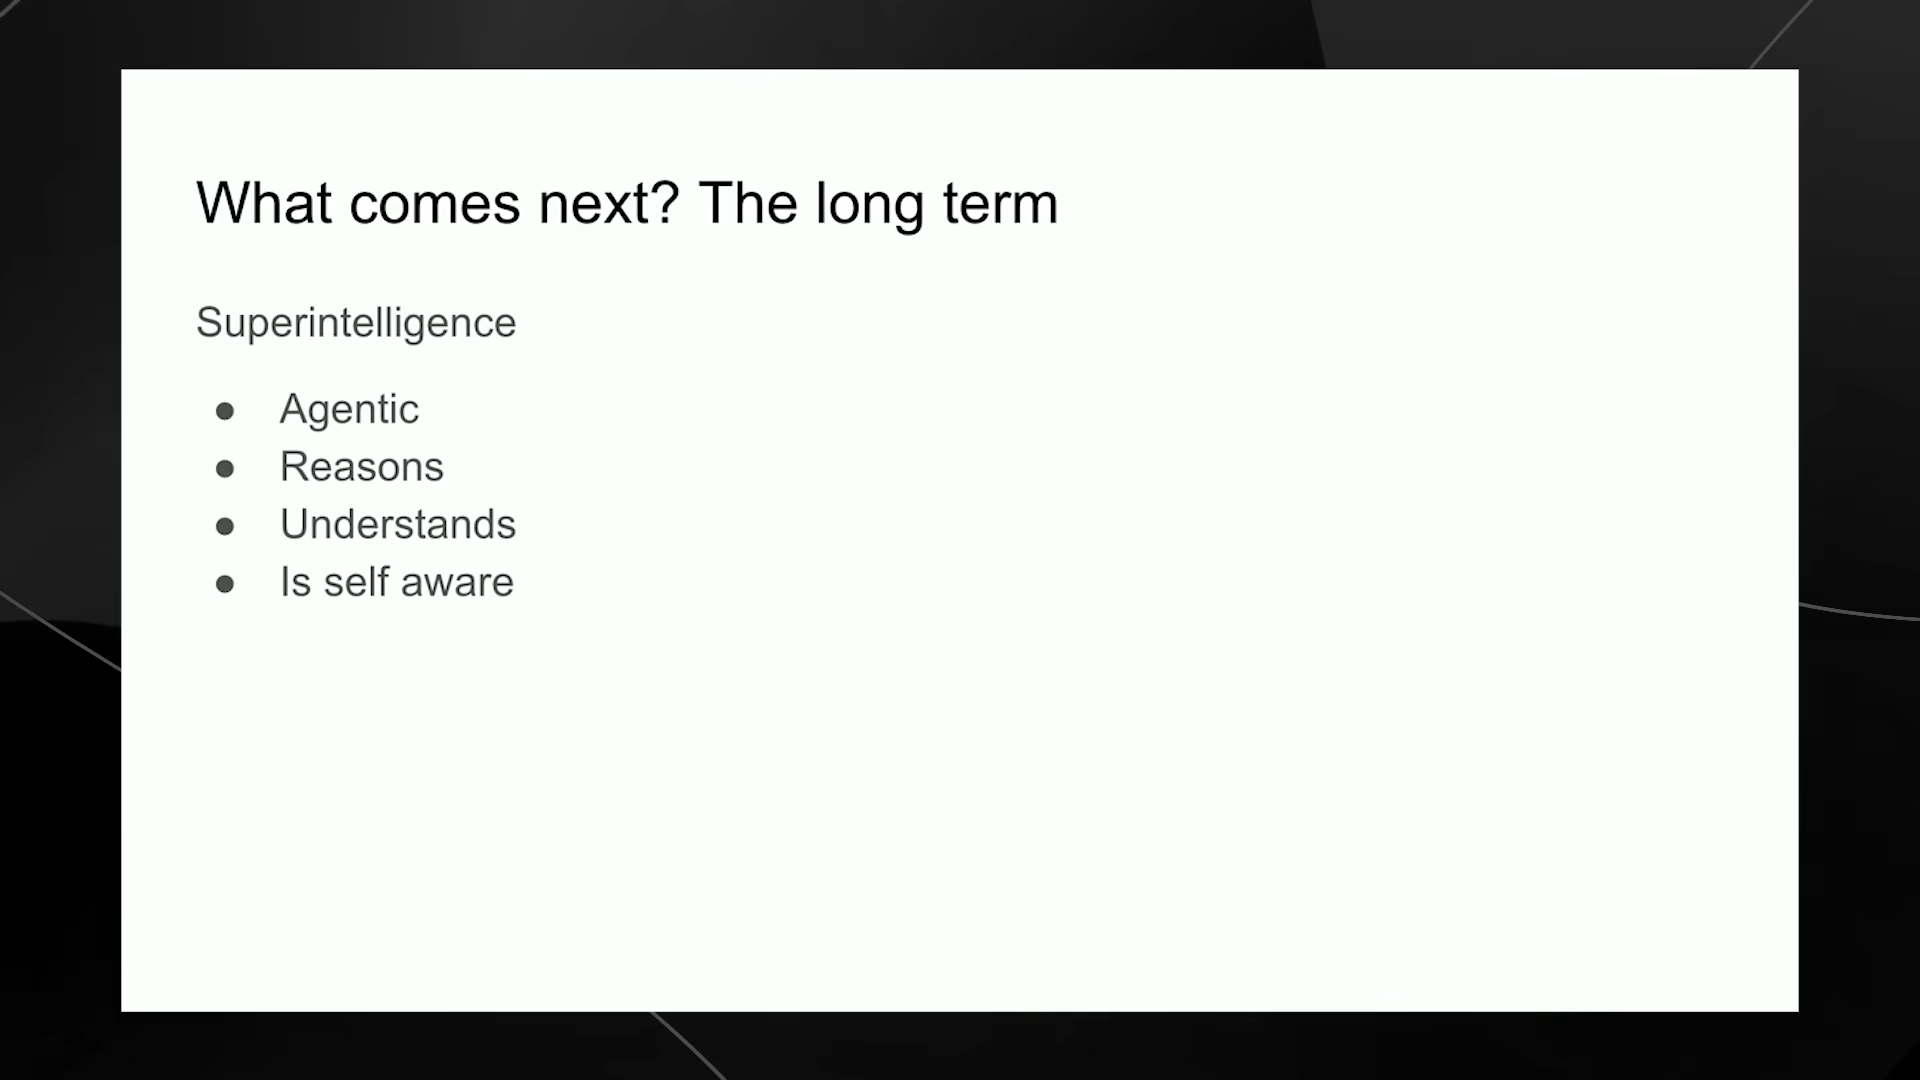 What comes next? The long term
Superintelligence
● Agentic
● Reasons
● Understands
● Is self aware